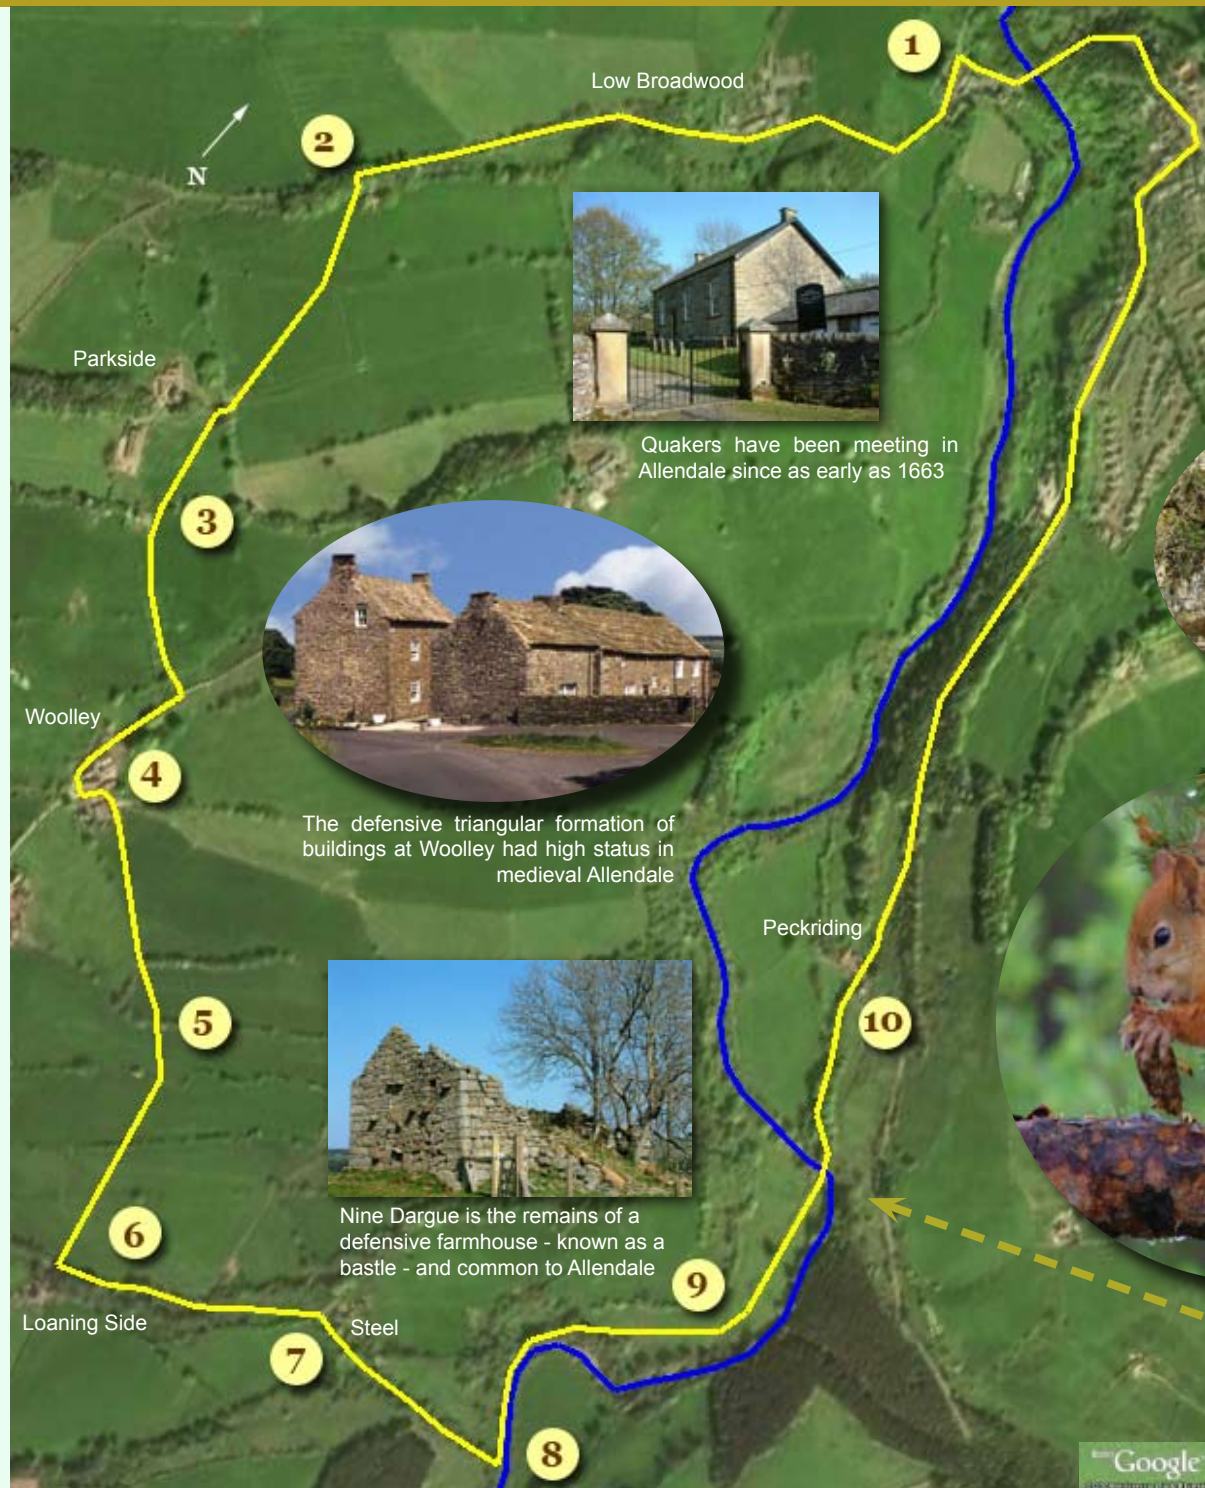 1
Low Broadwood
2
N
Quakers have been meeting in
Allendale since as early as 1663
Parkside
3
Woolley
4
The defensive triangular formation of
buildings at Woolley had high status in
medieval Allendale
Peckriding
5
10
Nine Dargue is the remains of a
defensive farmhouse - known as a
bastle - and common to Allendale
6
9
Loaning Side
Steel
7
8
Google